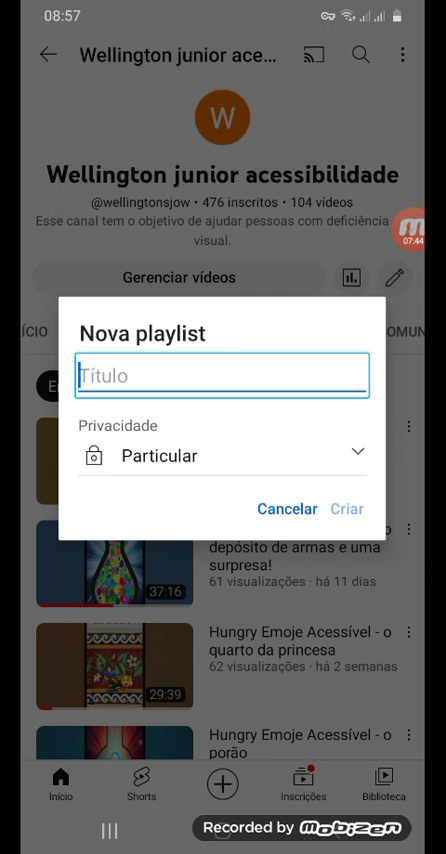 08:57
Wellington junior ace...
W
Wellington junior acessibilidade
@wellingtonsjow • 476 inscritos • 104 vídeos
Esse canal tem o objetivo de ajudar pessoas com deficiência
visual.
07:44
Gerenciar vídeos
ÍCIO
OMUN
Nova playlist
Título
Privacidade
Particular
Cancelar Criar
depósito de armas e uma
surpresa!
61 visualizações · há 11 dias
37:16
Hungry Emoje Acessível - o
quarto da princesa
62 visualizações · há 2 semanas
29:39
Hungry Emoje Acessível - o
porão
Início
Shorts
Inscrições
Biblioteca
Recorded by mobizen